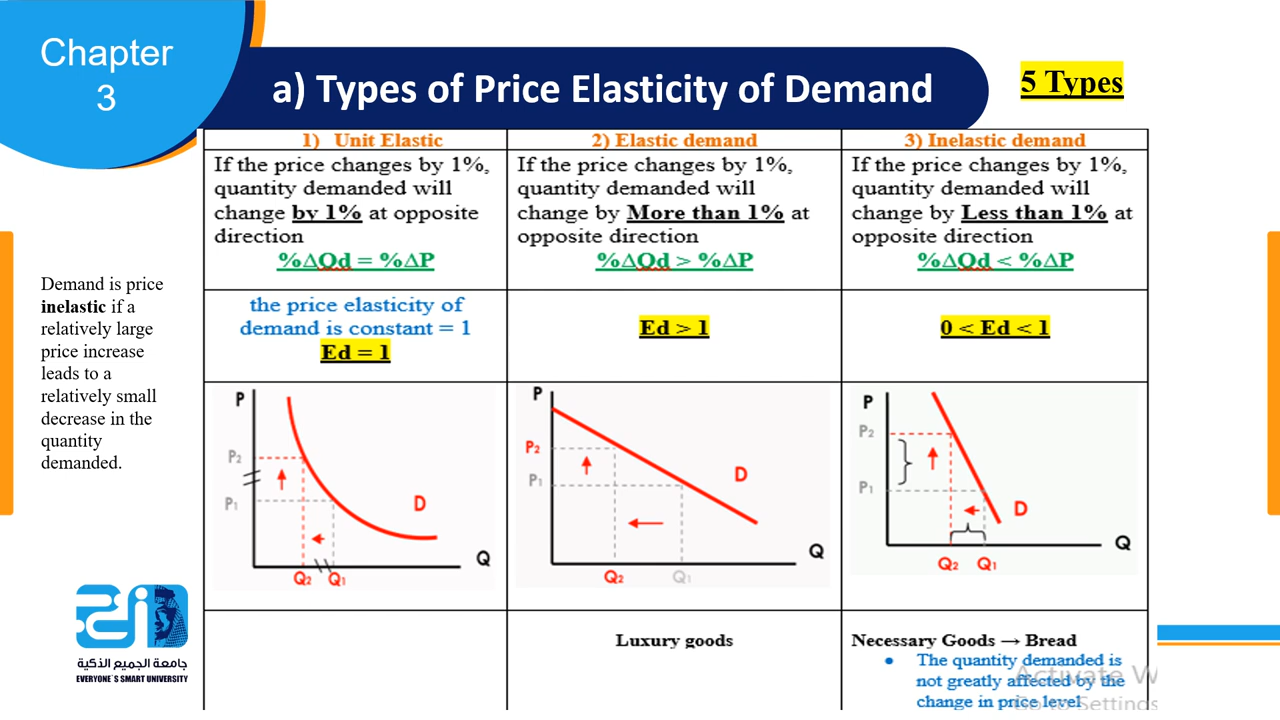 Chapter
3
a) Types of Price Elasticity of Demand
5 Types
Demand is price
inelastic if a
relatively large
price increase
leads to a
relatively small
decrease in the
quantity
demanded.
1) Unit Elastic
If the price changes by 1%,
quantity demanded will
change by 1% at opposite
direction
%ΔQd = %ΔP
the price elasticity of
demand is constant = 1
Ed = 1
P
P2
P1
D
Q
Q2 Q1
2) Elastic demand
If the price changes by 1%,
quantity demanded will
change by More than 1% at
opposite direction
%ΔQd > %ΔP
Ed > 1
P
P2
P1
D
Q
Q2 Q1
Luxury goods
3) Inelastic demand
If the price changes by 1%,
quantity demanded will
change by Less than 1% at
opposite direction
%ΔQd < %ΔP
0 < Ed < 1
P
P2
P1
D
Q
Q2 Q1
Necessary Goods → Bread
• The quantity demanded is
not greatly affected by the
change in price level
جامعة الجميع الذكية
EVERYONE`S SMART UNIVERSITY
Activate W
Go to Settings